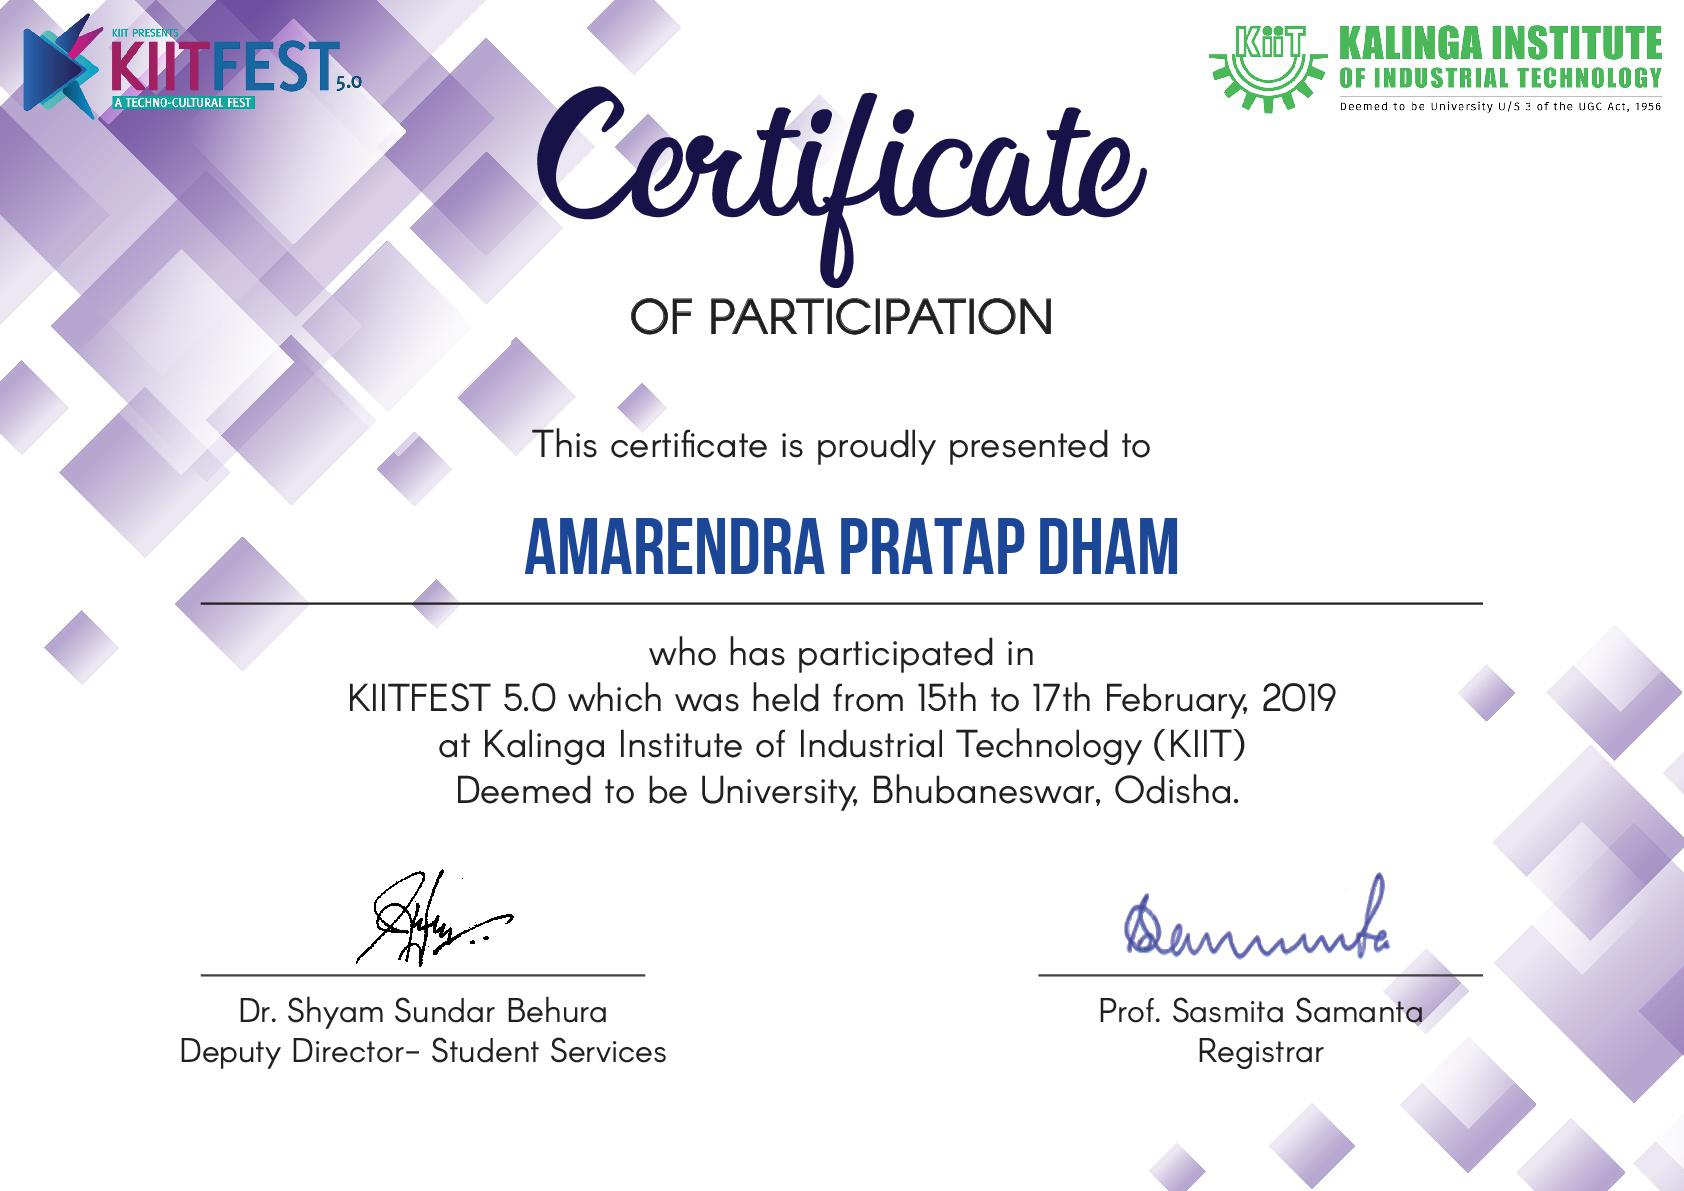 KIIT PRESENTS
KIITFEST 5.0
A TECHNO-CULTURAL FEST
KiiT
KALINGA INSTITUTE
OF INDUSTRIAL TECHNOLOGY
Deemed to be University U/S 3 of the UGC Act, 1956
Certificate
OF PARTICIPATION
This certificate is proudly presented to
AMARENDRA PRATAP DHAM
who has participated in
KIITFEST 5.0 which was held from 15th to 17th February, 2019
at Kalinga Institute of Industrial Technology (KIIT)
Deemed to be University, Bhubaneswar, Odisha.
Dr. Shyam Sundar Behura
Deputy Director- Student Services
Prof. Sasmita Samanta
Registrar